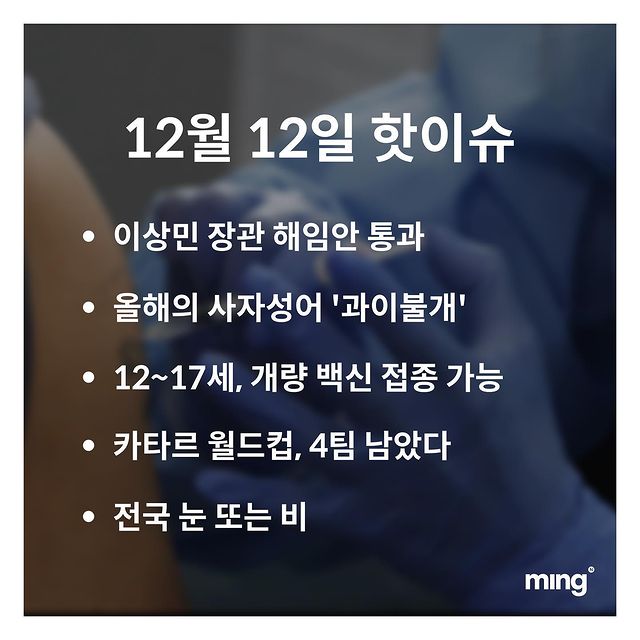 12월 12일 핫이슈
• 이상민 장관 해임안 통과
• 올해의 사자성어 '과이불개'
• 12~17세, 개량 백신 접종 가능
• 카타르 월드컵, 4팀 남았다
• 전국 눈 또는 비
ming